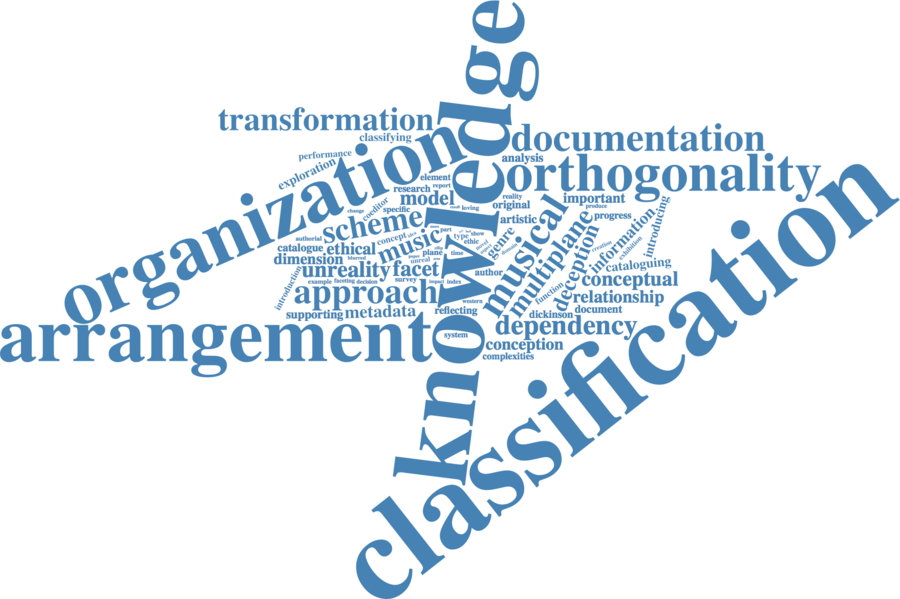 knowledge
transformation
classifying
documentation
organization
performance
analysis
exploration
orthogonality
element
research
report
model
reality
original
important
coeditor
loving
produce
change
specific
artistic
progress
scheme
musical
multiplane
information
introducing
authorial
concept
music
part
type
show
ethic
genre
catalogue
ethical
plane
time
deception
creation
exhibition
dimension
blurred
unreal
unreality
facet
author
cataloguing
introduction
example
faceting
decision
survey
impact
index
function
conceptual
approach
western
relationship
supporting
metadata
reflecting
dickinson
document
arrangement
dependency
system
conception
complexities
classification